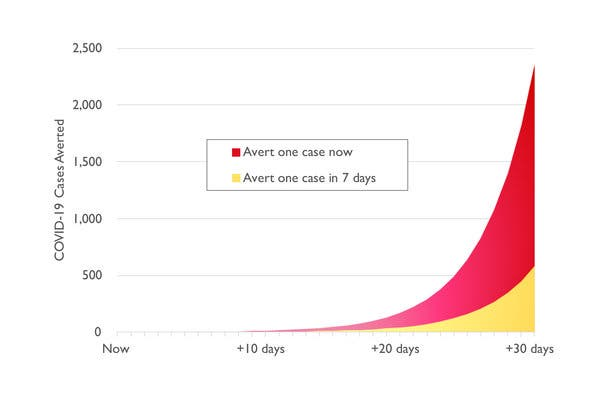 2,500
2,000
1,500
1,000
500
0
COVID-19 Cases Averted
Avert one case now
Avert one case in 7 days
Now
+10 days
+20 days
+30 days